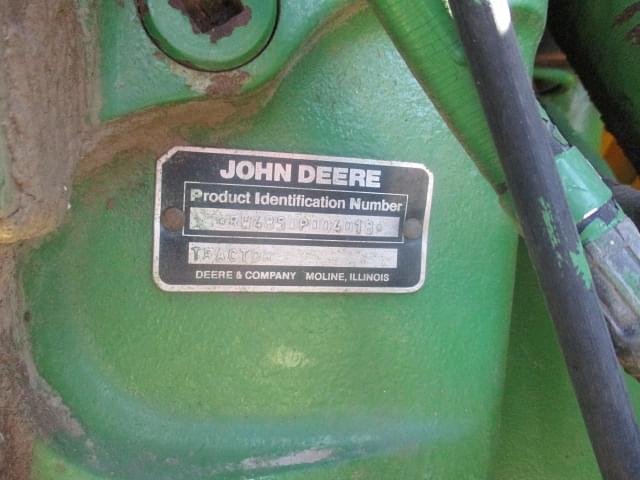 JOHN DEERE
Product Identification Number
TRACTOR
DEERE & COMPANY MOLINE, ILLINOIS